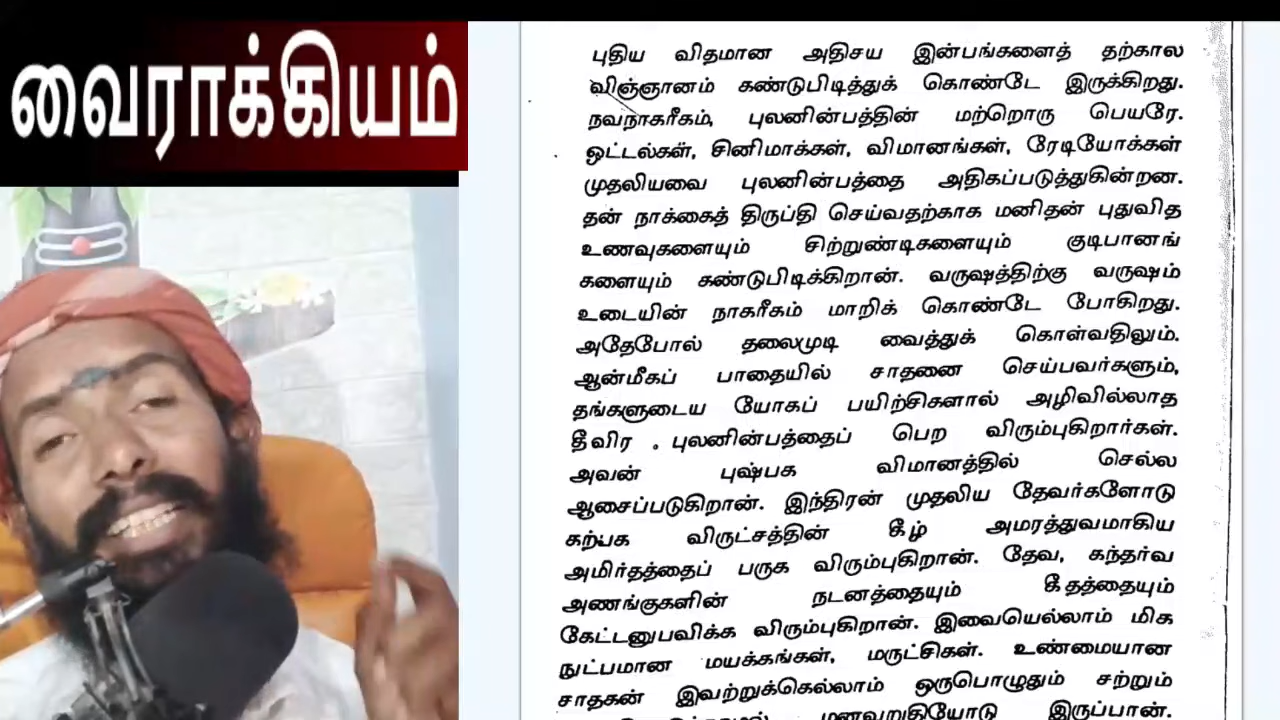 வைராக்கியம்
புதிய விதமான அதிசய இன்பங்களைத் தற்கால
விஞ்ஞானம் கண்டுபிடித்துக் கொண்டே இருக்கிறது.
நவநாகரீகம், புலனின்பத்தின் மற்றொரு பெயரே.
ஒட்டல்கள், சினிமாக்கள், விமானங்கள், ரேடியோக்கள்
முதலியவை புலனின்பத்தை அதிகப்படுத்துகின்றன.
தன் நாக்கைத் திருப்தி செய்வதற்காக மனிதன் புதுவித
உணவுகளையும் சிற்றுண்டிகளையும் குடிபானங்
களையும் கண்டுபிடிக்கிறான். வருஷத்திற்கு வருஷம்
உடையின் நாகரீகம் மாறிக் கொண்டே போகிறது.
அதேபோல் தலைமுடி வைத்துக் கொள்வதிலும்.
ஆன்மீகப் பாதையில் சாதனை செய்பவர்களும்,
தங்களுடைய யோகப் பயிற்சிகளால் அழிவில்லாத
தீவிர புலனின்பத்தைப் பெற விரும்புகிறார்கள்.
அவன் புஷ்பக விமானத்தில் செல்ல
ஆசைப்படுகிறான். இந்திரன் முதலிய தேவர்களோடு
கற்பக விருட்சத்தின் கீழ் அமரத்துவமாகிய
அமிர்தத்தைப் பருக விரும்புகிறான். தேவ, கந்தர்வ
அணங்குகளின் நடனத்தையும் கீதத்தையும்
கேட்டனுபவிக்க விரும்புகிறான். இவையெல்லாம் மிக
நுட்பமான மயக்கங்கள், மருட்சிகள். உண்மையான
சாதகன் இவற்றுக்கெல்லாம் ஒருபொழுதும் சற்றும்
மனவுறுதியோடு இருப்பான்.